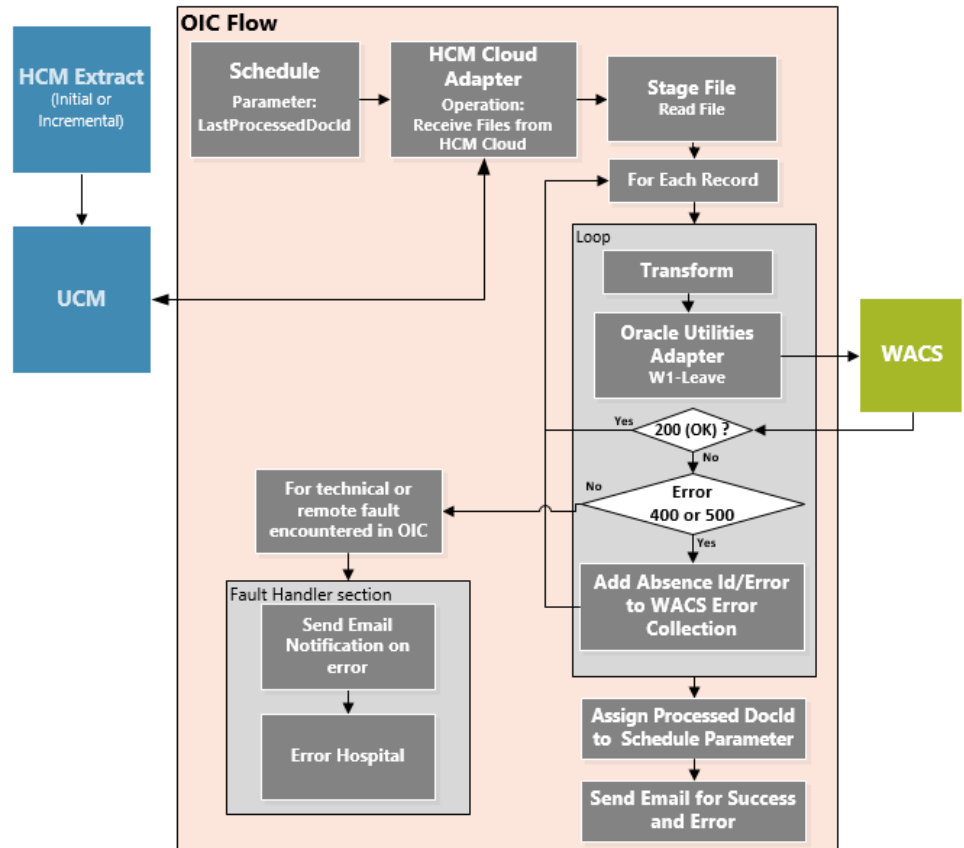 OIC Flow
HCM Extract
(Initial or
Incremental)
UCM
Schedule
Parameter:
LastProcessedDocId
HCM Cloud
Adapter
Operation:
Receive Files from
HCM Cloud
Stage File
Read File
For Each Record
Loop
Transform
Oracle Utilities
Adapter
W1-Leave
WACS
Yes
200 (OK) ?
No
No
Error
400 or 500
Yes
Add Absence Id/Error
to WACS Error
Collection
For technical or
remote fault
encountered in OIC
Fault Handler section
Send Email
Notification on
error
Error Hospital
Assign Processed DocId
to Schedule Parameter
Send Email for Success
and Error